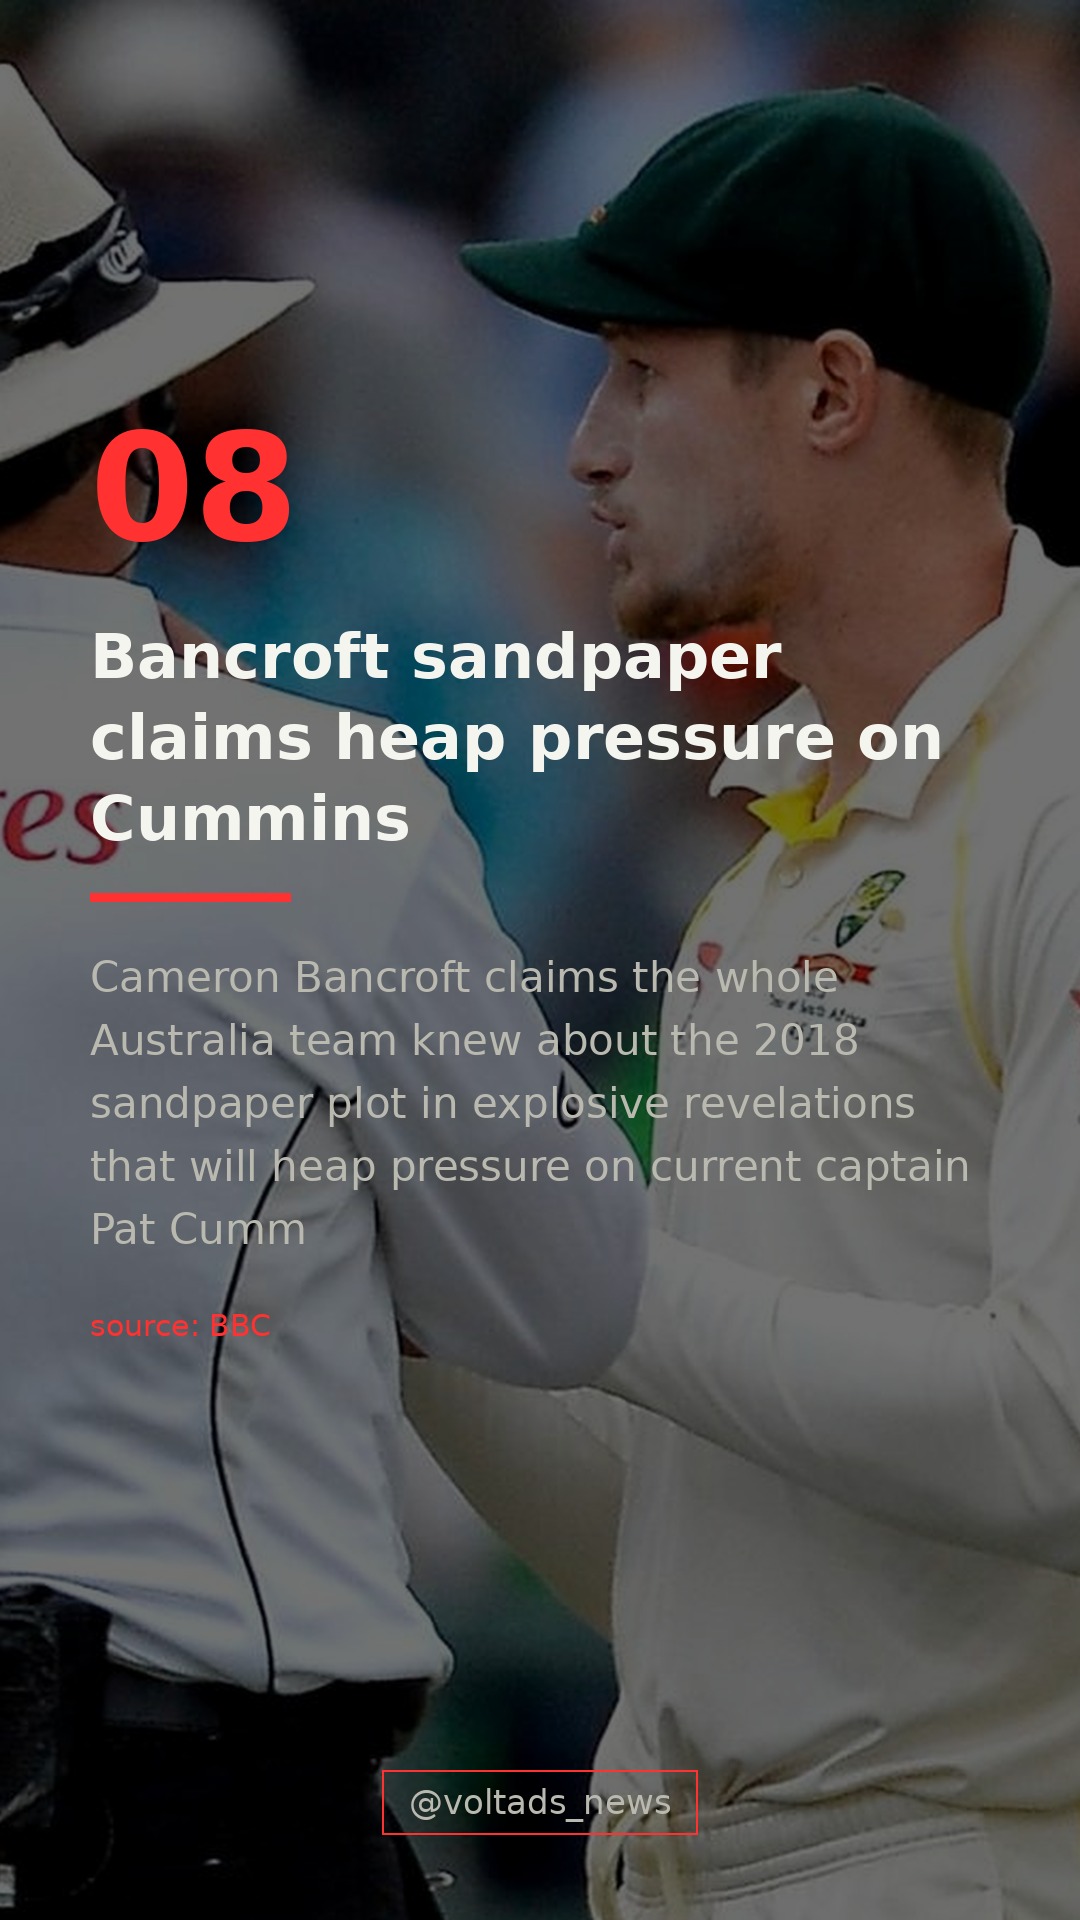 08
Bancroft sandpaper
claims heap pressure on
es
Cummins
Cameron Bancroft claims the whole
Australia team knew about the 2018
sandpaper plot in explosive revelations
that will heap pressure on current captain
Pat Cumm
source: BBC
@voltads_news